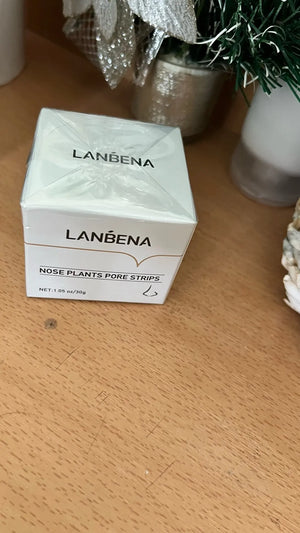 LANBENA
LANBENA
NOSE PLANTS PORE STRIPS
NET:1.05 oz/30g